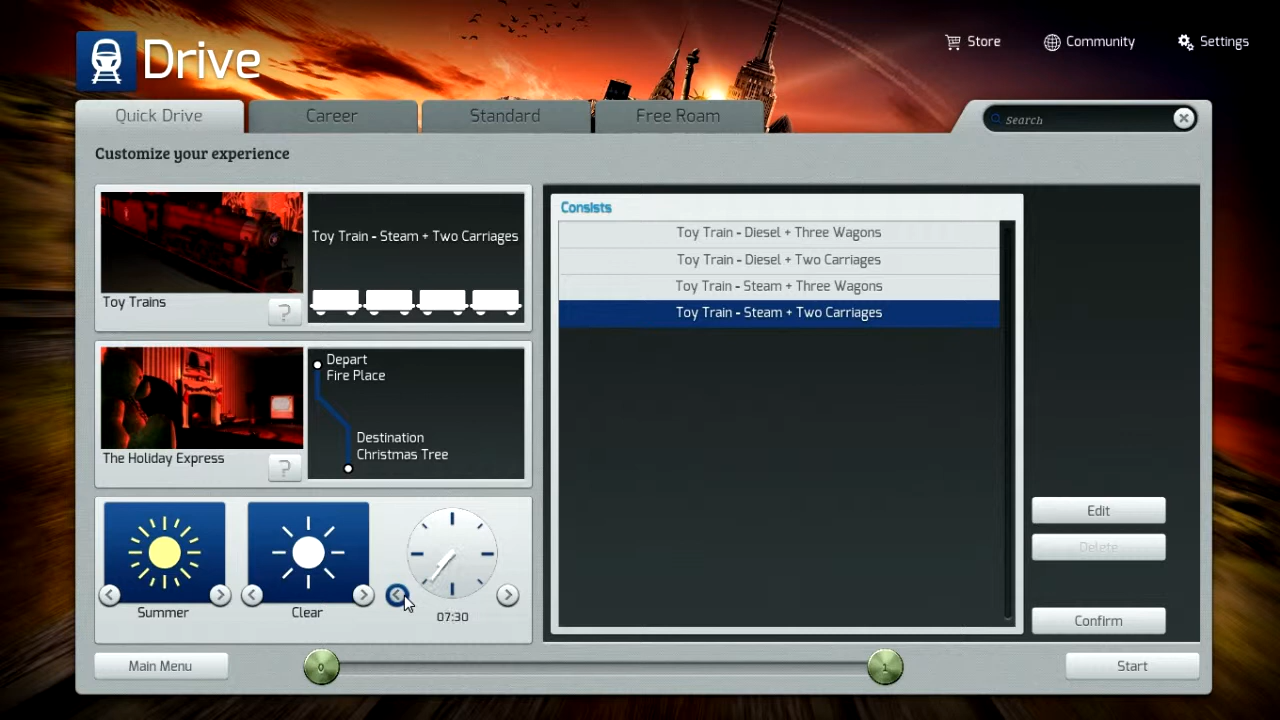 Drive
Store
Community
Settings
Quick Drive
Career
Standard
Free Roam
Search
Customize your experience
Toy Trains
?
Toy Train - Steam + Two Carriages
The Holiday Express
?
Depart
Fire Place
Destination
Christmas Tree
Summer
Clear
07:30
Consists
Toy Train - Diesel + Three Wagons
Toy Train - Diesel + Two Carriages
Toy Train - Steam + Three Wagons
Toy Train - Steam + Two Carriages
Edit
Delete
Confirm
Main Menu
0
1
Start